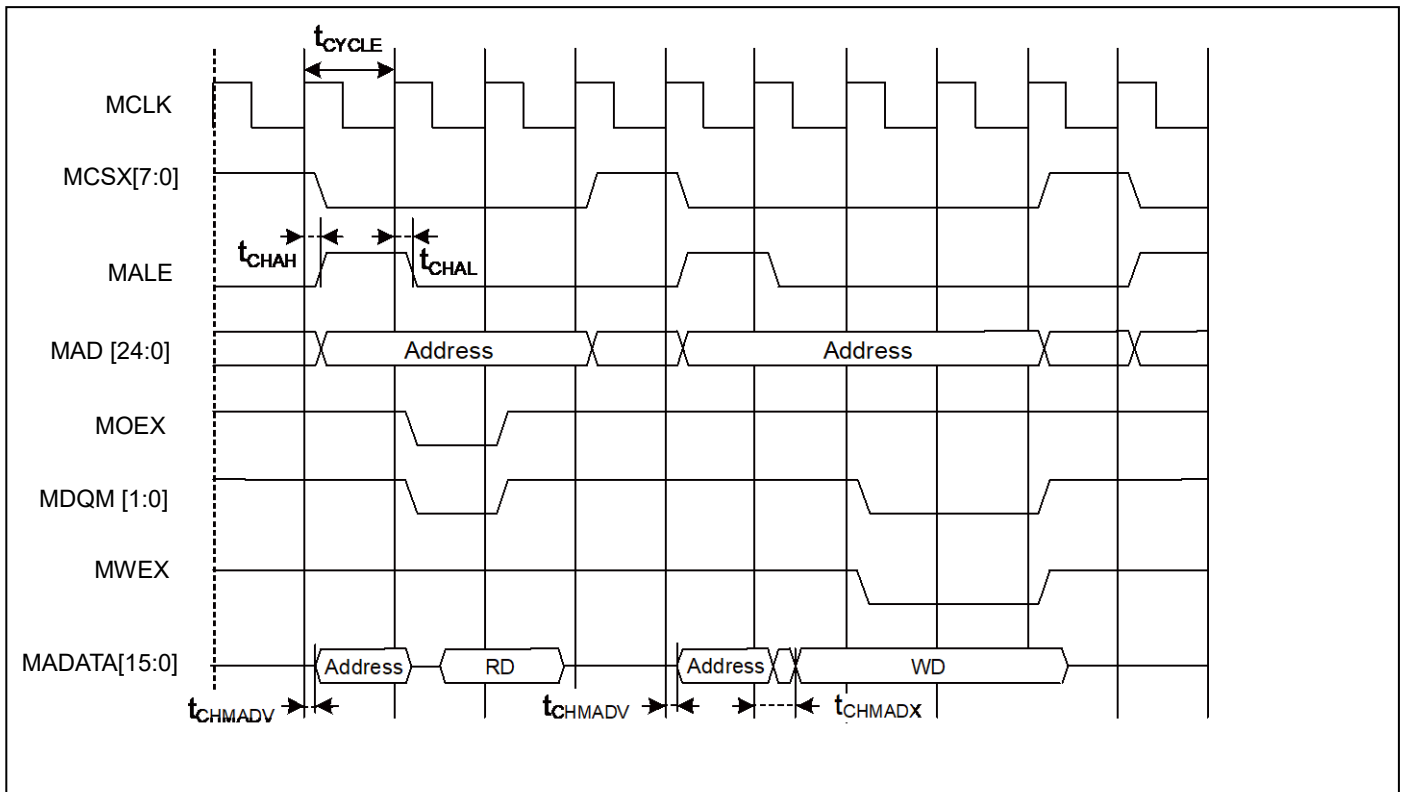 tCYCLE
MCLK
MCSX[7:0]
tCHAH
tCHAL
MALE
MAD [24:0]
Address
Address
MOEX
MDQM [1:0]
MWEX
MADATA[15:0]
Address
RD
Address
WD
tCHMADV
tCHMADV
tCHMADX